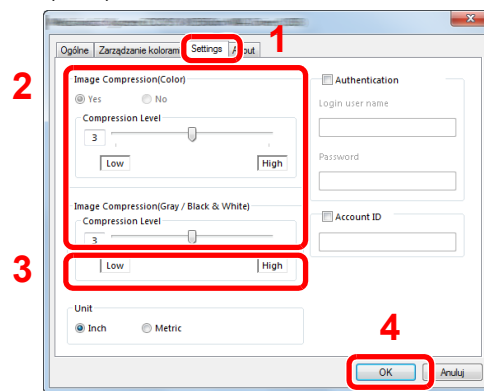 1
Ogólne Zarządzanie kolorami Settings About
2
Image Compression(Color)
Yes No
Compression Level
3
Low High
Image Compression(Gray / Black & White)
Compression Level
3
3
Low High
Unit
Inch Metric
Authentication
Login user name
Password
Account ID
4
OK Anuluj